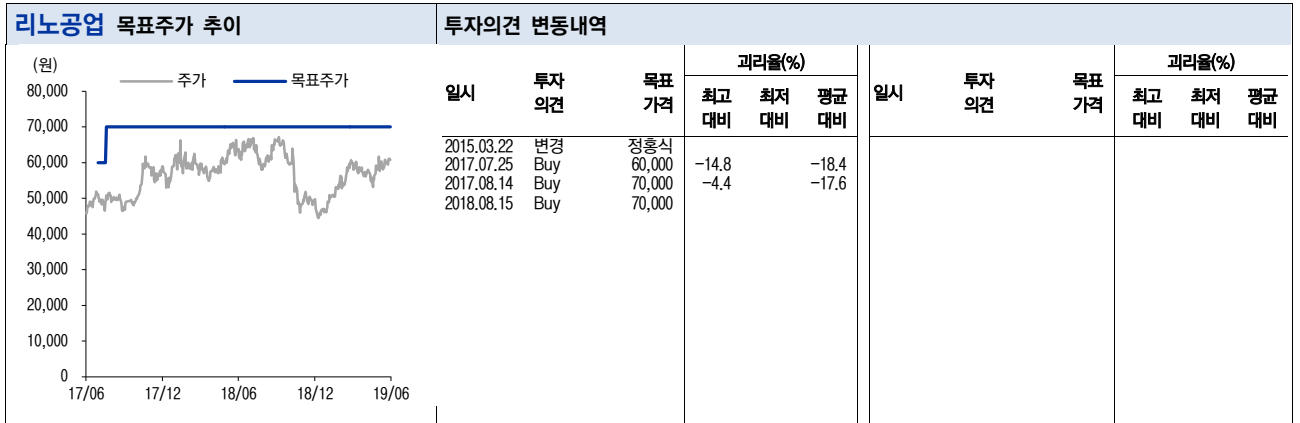 리노공업 목표주가 추이
(원)
주가 목표주가
80,000
70,000
60,000
50,000
40,000
30,000
20,000
10,000
0
17/06 17/12 18/06 18/12 19/06
투자의견 변동내역
일시 투자 의견 목표 가격 괴리율(%)
최고 대비 최저 대비 평균 대비
2015.03.22 변경 정홍식
2017.07.25 Buy 60,000 -14.8 -18.4
2017.08.14 Buy 70,000 -4.4 -17.6
2018.08.15 Buy 70,000
일시 투자 의견 목표 가격 괴리율(%)
최고 대비 최저 대비 평균 대비